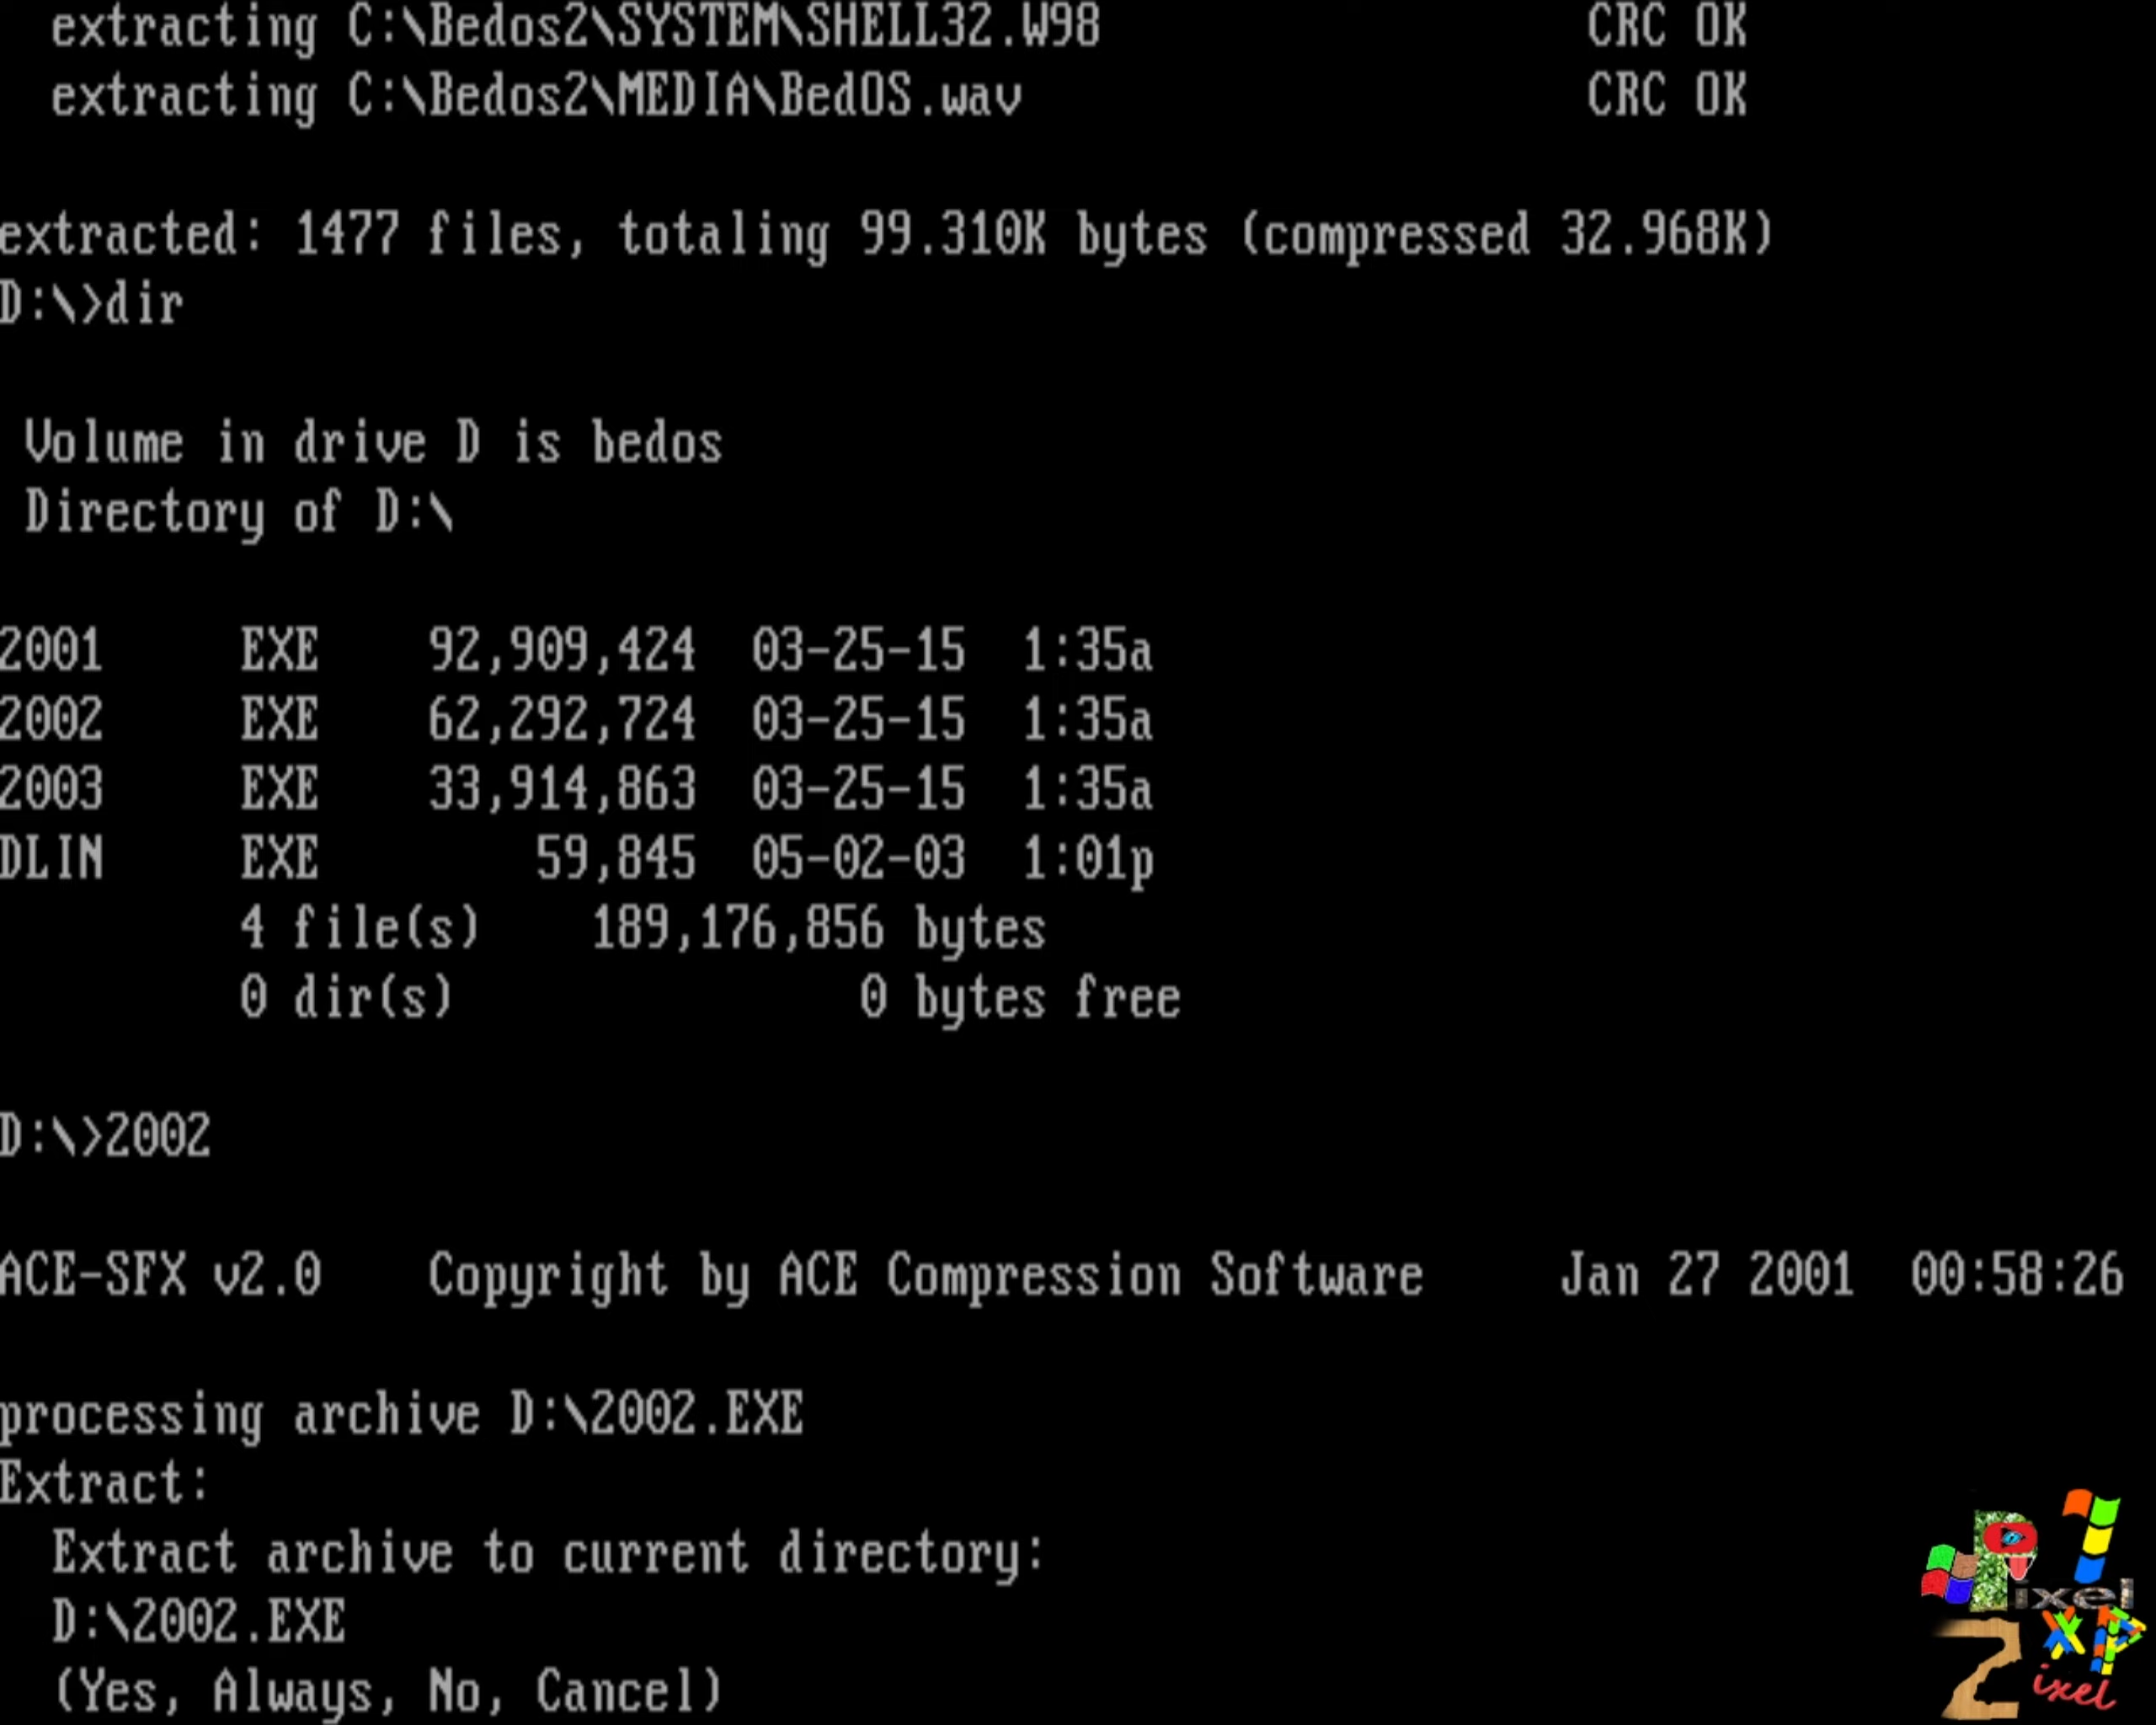 extracting C:\Bedos2\SYSTEM\SHELL32.W98 CRC OK
extracting C:\Bedos2\MEDIA\BedOS.wav CRC OK
extracted: 1477 files, totaling 99.310K bytes (compressed 32.968K)
D:\>dir
Volume in drive D is bedos
Directory of D:\
2001 EXE 92,909,424 03-25-15 1:35a
2002 EXE 62,292,724 03-25-15 1:35a
2003 EXE 33,914,863 03-25-15 1:35a
DLIN EXE 59,845 05-02-03 1:01p
4 file(s) 189,176,856 bytes
0 dir(s) 0 bytes free
D:\>2002
ACE-SFX v2.0 Copyright by ACE Compression Software Jan 27 2001 00:58:26
processing archive D:\2002.EXE
Extract:
Extract archive to current directory:
D:\2002.EXE
(Yes, Always, No, Cancel)
Pixel 1
Zixel XP